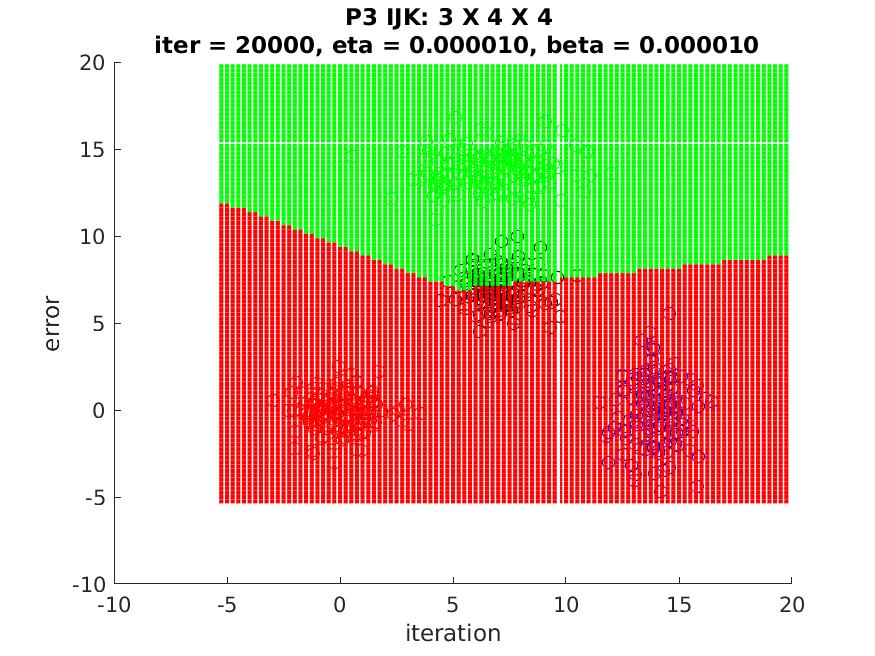 P3 IJK: 3 X 4 X 4
iter = 20000, eta = 0.000010, beta = 0.000010
20
15
10
5
0
-5
-10
error
-10 -5 0 5 10 15 20
iteration